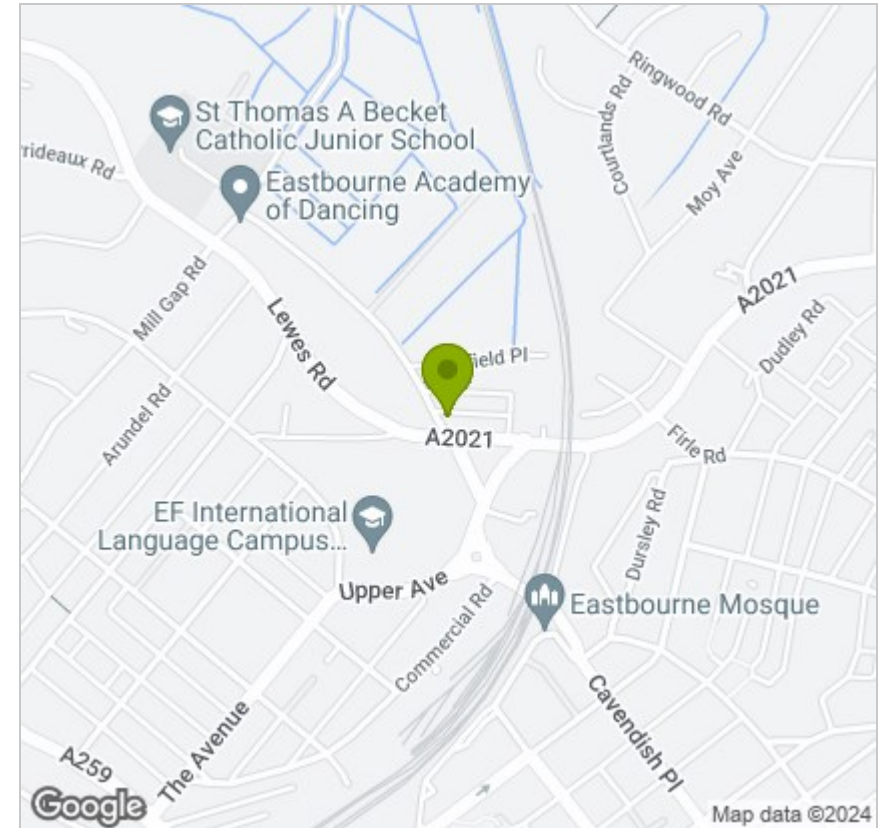 Ringwood Rd
Courtlands Rd
St Thomas A Becket
Catholic Junior School
rideaux Rd
Moy Ave
Eastbourne Academy
of Dancing
Mill Gap Rd
A2021
Lewes Rd
Dudley Rd
field Pl
Arundel Rd
A2021
Firle Rd
EF International
Language Campus...
Dursley Rd
Upper Ave
Commercial Rd
Eastbourne Mosque
Cavendish Pl
The Avenue
A259
Google
Map data ©2024